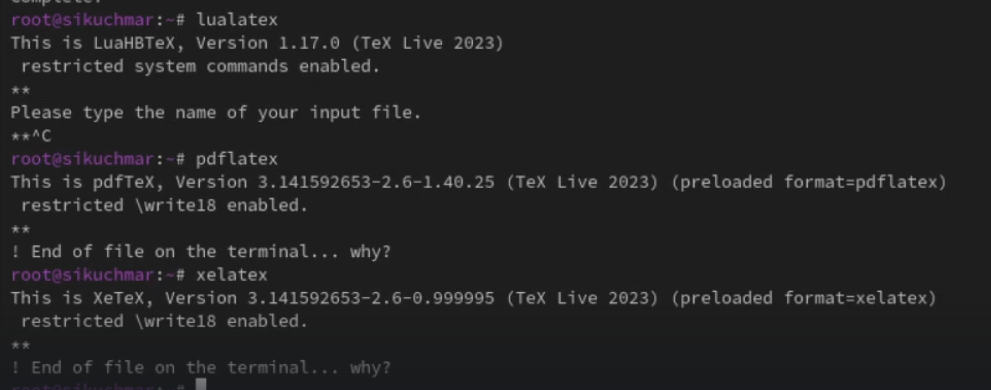 complete.
root@sikuchmar:~# lualatex
This is LuaHBTeX, Version 1.17.0 (TeX Live 2023)
 restricted system commands enabled.
**
Please type the name of your input file.
**^C
root@sikuchmar:~# pdflatex
This is pdfTeX, Version 3.141592653-2.6-1.40.25 (TeX Live 2023) (preloaded format=pdflatex)
 restricted \write18 enabled.
**
! End of file on the terminal... why?
root@sikuchmar:~# xelatex
This is XeTeX, Version 3.141592653-2.6-0.999995 (TeX Live 2023) (preloaded format=xelatex)
 restricted \write18 enabled.
**
! End of file on the terminal... why?
root@sikuchmar:~#